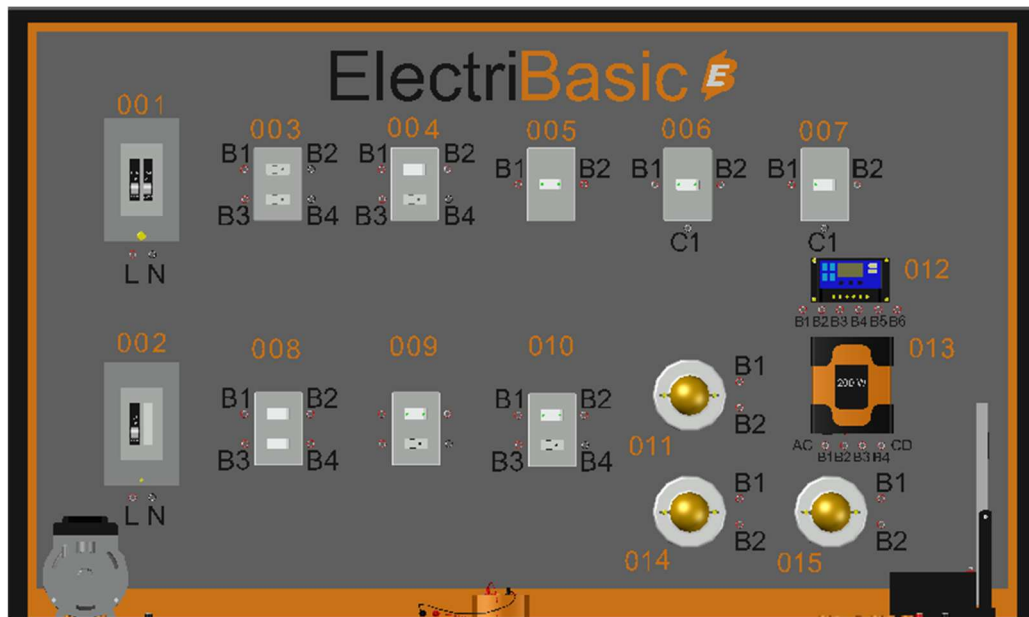 ElectriBasic E
001
003
004
005
006
007
B1 B2
B3 B4
B1 B2
B3 B4
B1 B2
B1 B2
C1
B1 B2
C1
L N
012
B1 B2 B3 B4 B5 B6
002
008
009
010
B1 B2
B3 B4
B1 B2
B3 B4
L N
011
B1
B2
013
200 W
AC B1 B2 B3 B4 CD
014
B1
B2
015
B1
B2